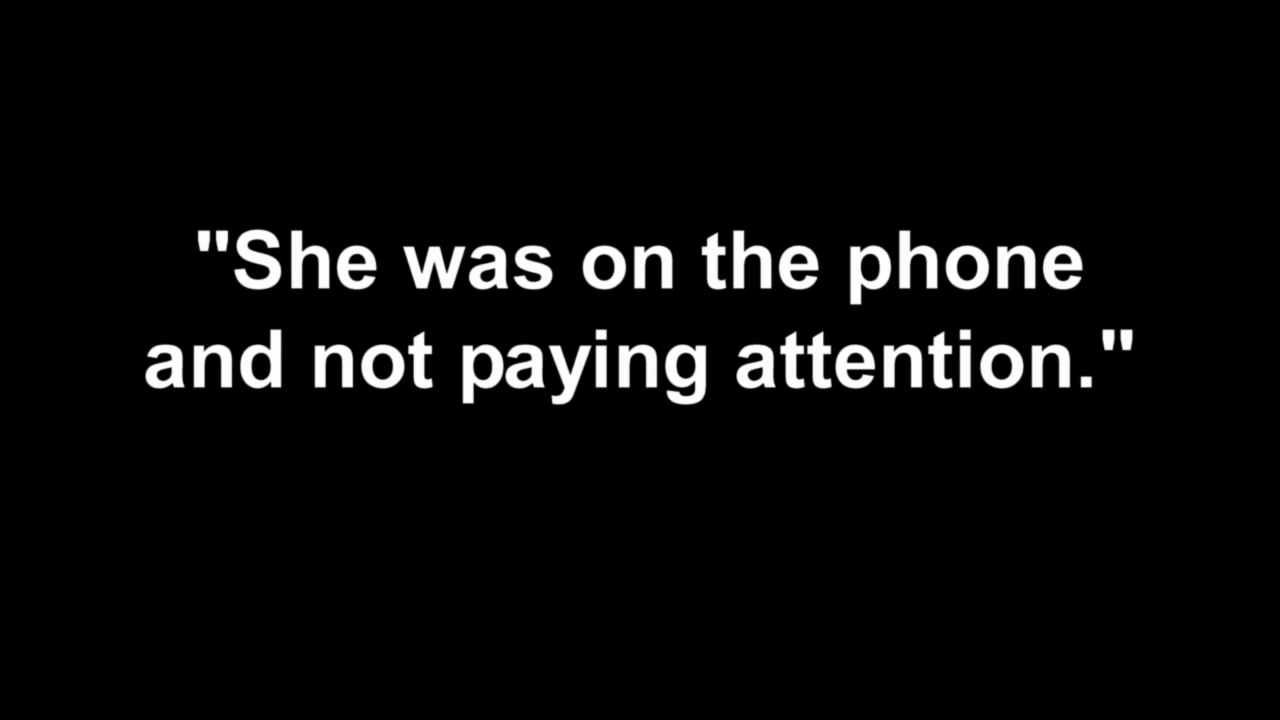 "She was on the phone
and not paying attention."